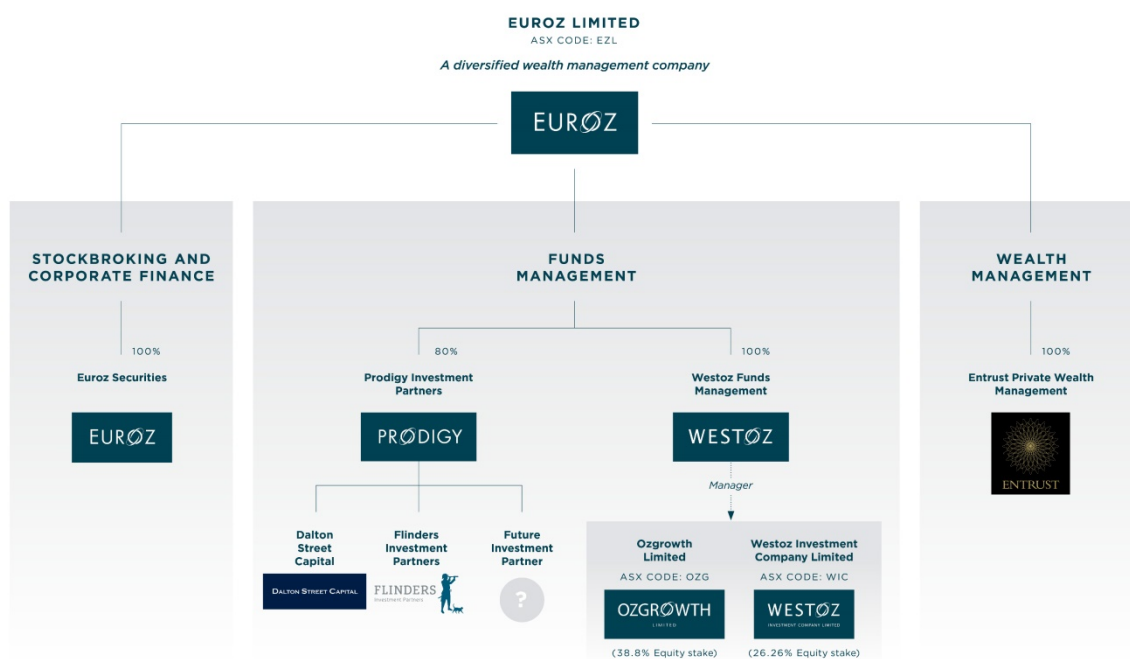 EUROZ LIMITED
ASX CODE: EZL
A diversified wealth management company
EUROZ
STOCKBROKING AND
CORPORATE FINANCE
100%
Euroz Securities
EUROZ
FUNDS
MANAGEMENT
80%
Prodigy Investment
Partners
PRODIGY
Dalton
Street
Capital
DALTON STREET CAPITAL
Flinders
Investment
Partners
FLINDERS
Investment Partners
Future
Investment
Partner
?
100%
Westoz Funds
Management
WESTOZ
Manager
Ozgrowth
Limited
ASX CODE: OZG
OZGROWTH
LIMITED
(38.8% Equity stake)
Westoz Investment
Company Limited
ASX CODE: WIC
WESTOZ
INVESTMENT COMPANY LIMITED
(26.26% Equity stake)
WEALTH
MANAGEMENT
100%
Entrust Private Wealth
Management
ENTRUST